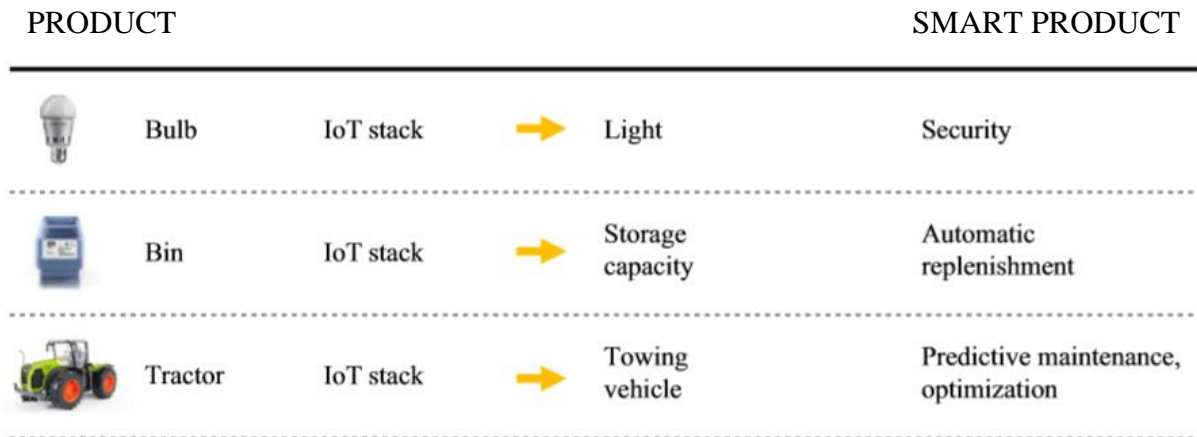 PRODUCT SMART PRODUCT
Bulb IoT stack Light Security
Bin IoT stack Storage capacity Automatic replenishment
Tractor IoT stack Towing vehicle Predictive maintenance, optimization